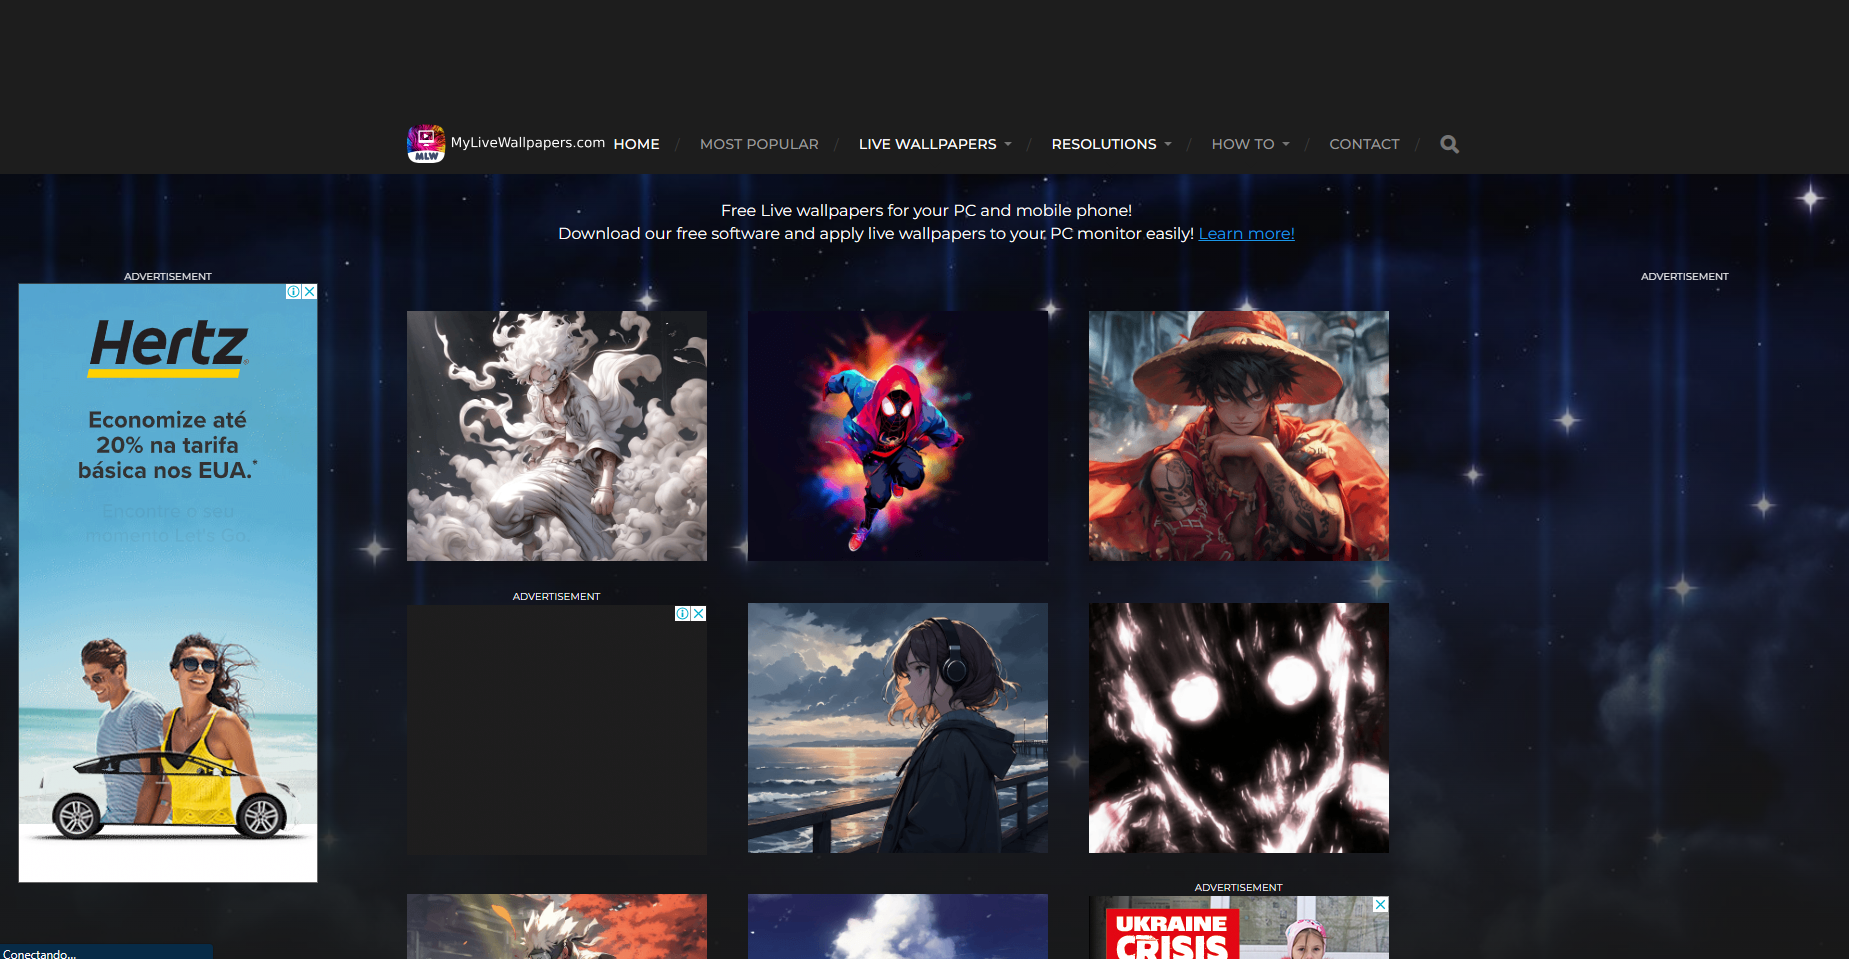 MLW
MyLiveWallpapers.com HOME / MOST POPULAR / LIVE WALLPAPERS / RESOLUTIONS / HOW TO / CONTACT /
Free Live wallpapers for your PC and mobile phone!
Download our free software and apply live wallpapers to your PC monitor easily! Learn more!
ADVERTISEMENT
ADVERTISEMENT
Hertz
Economize até
20% na tarifa
básica nos EUA.*
Encontre o seu
momento Let's Go.
ADVERTISEMENT
ADVERTISEMENT
UKRAINE
CRISIS
Conectando...